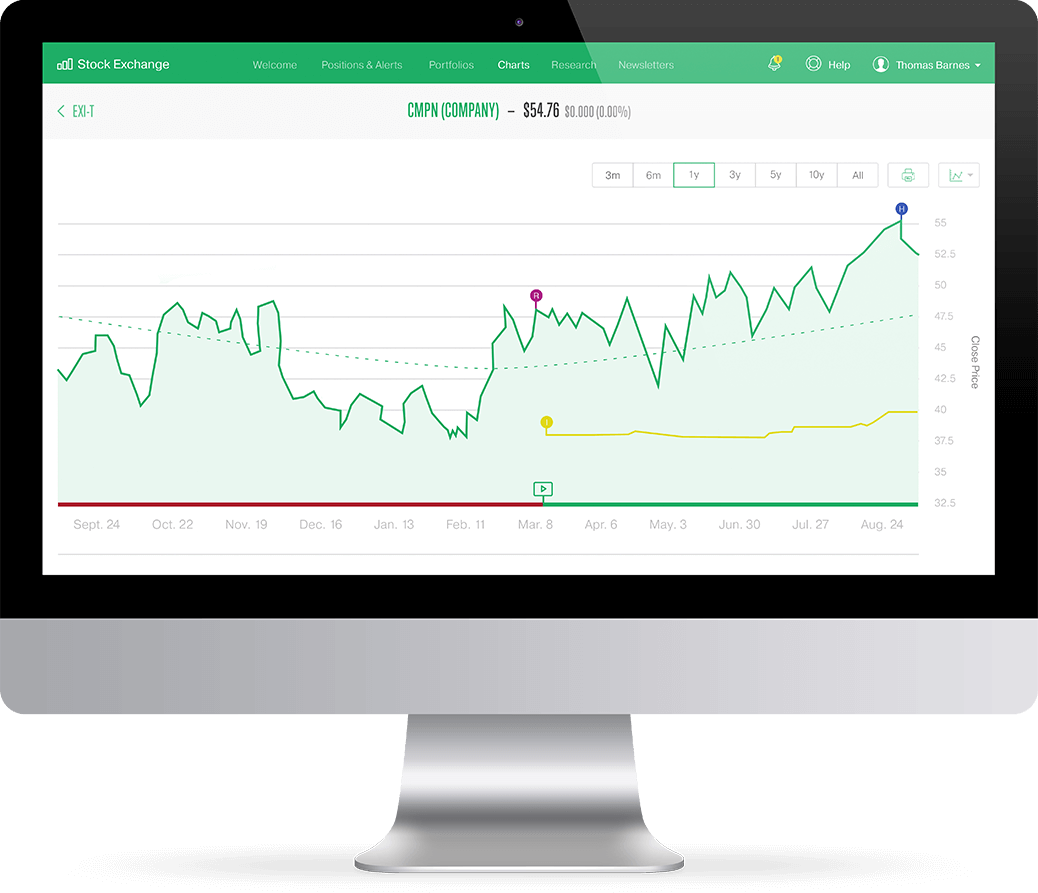 Stock Exchange Welcome Positions & Alerts Portfolios Charts Research Newsletters 1 Help Thomas Barnes
EXI-T CMPN (COMPANY) – $54.76 $0.000 (0.00%)
3m 6m 1y 3y 5y 10y All
H
55
52.5
R
50
47.5
45
Close Price
42.5
40
I
37.5
35
32.5
Sept. 24 Oct. 22 Nov. 19 Dec. 16 Jan. 13 Feb. 11 Mar. 8 Apr. 6 May. 3 Jun. 30 Jul. 27 Aug. 24